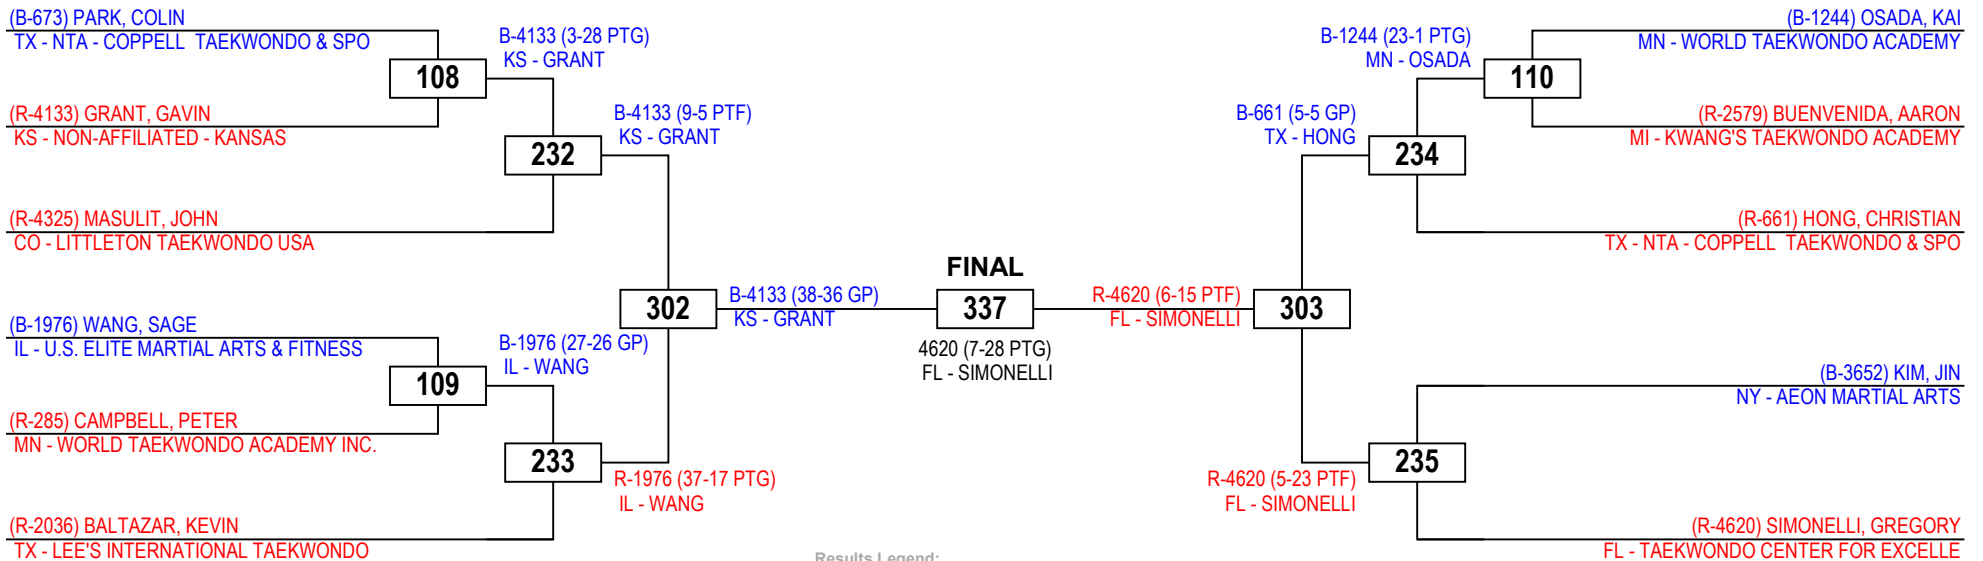 (B-673) PARK, COLIN
TX - NTA - COPPELL  TAEKWONDO & SPO
108
B-4133 (3-28 PTG)
KS - GRANT
(R-4133) GRANT, GAVIN
KS - NON-AFFILIATED - KANSAS
232
B-4133 (9-5 PTF)
KS - GRANT
(R-4325) MASULIT, JOHN
CO - LITTLETON TAEKWONDO USA
302
B-4133 (38-36 GP)
KS - GRANT
(B-1976) WANG, SAGE
IL - U.S. ELITE MARTIAL ARTS & FITNESS
109
B-1976 (27-26 GP)
IL - WANG
(R-285) CAMPBELL, PETER
MN - WORLD TAEKWONDO ACADEMY INC.
233
R-1976 (37-17 PTG)
IL - WANG
(R-2036) BALTAZAR, KEVIN
TX - LEE'S INTERNATIONAL TAEKWONDO
FINAL
337
4620 (7-28 PTG)
FL - SIMONELLI
(B-1244) OSADA, KAI
MN - WORLD TAEKWONDO ACADEMY
B-1244 (23-1 PTG)
MN - OSADA
110
(R-2579) BUENVENIDA, AARON
MI - KWANG'S TAEKWONDO ACADEMY
B-661 (5-5 GP)
TX - HONG
234
(R-661) HONG, CHRISTIAN
TX - NTA - COPPELL  TAEKWONDO & SPO
R-4620 (6-15 PTF)
FL - SIMONELLI
303
(B-3652) KIM, JIN
NY - AEON MARTIAL ARTS
235
R-4620 (5-23 PTF)
FL - SIMONELLI
(R-4620) SIMONELLI, GREGORY
FL - TAEKWONDO CENTER FOR EXCELLE
Results Legend: